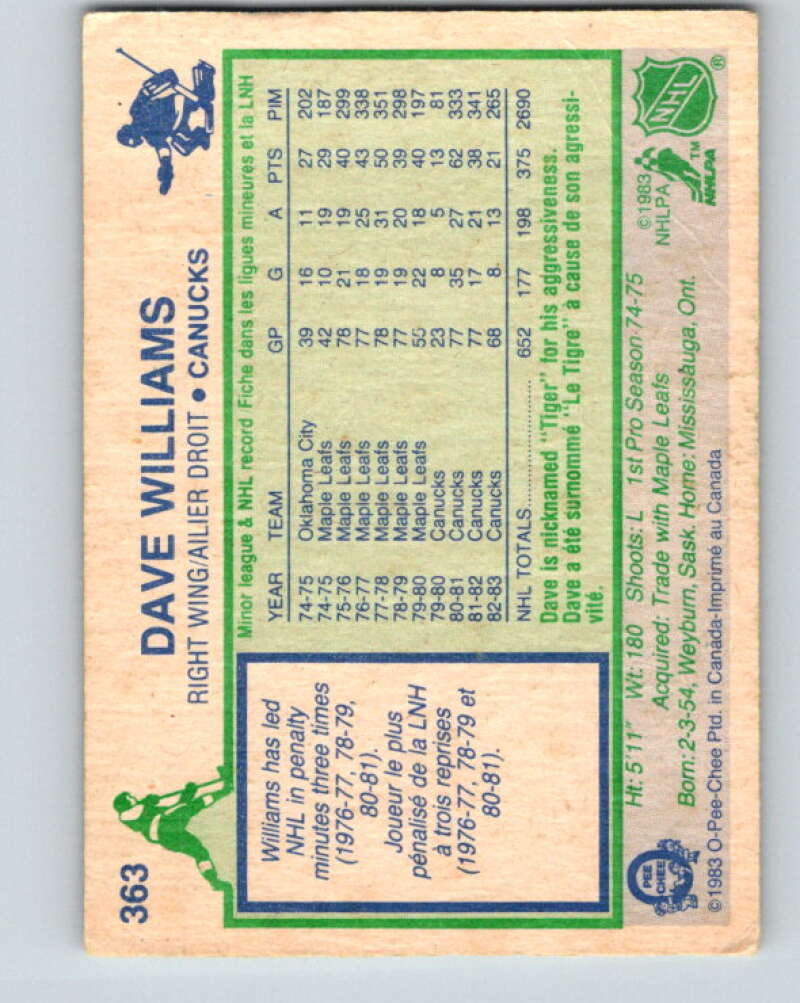 363
DAVE WILLIAMS
RIGHT WING/AILIER DROIT • CANUCKS
Williams has led
NHL in penalty
minutes three times
(1976-77, 78-79,
80-81).
Joueur le plus
pénalisé de la LNH
à trois reprises
(1976-77, 78-79 et
80-81).
Minor league & NHL record Fiche dans les ligues mineures et la LNH
YEAR TEAM GP G A PTS PIM
74-75 Oklahoma City 39 16 11 27 202
74-75 Maple Leafs 42 10 19 29 187
75-76 Maple Leafs 78 21 19 40 299
76-77 Maple Leafs 77 18 25 43 338
77-78 Maple Leafs 78 19 31 50 351
78-79 Maple Leafs 77 19 20 39 298
79-80 Maple Leafs 55 22 18 40 197
79-80 Canucks 23 8 5 13 81
80-81 Canucks 77 35 27 62 333
81-82 Canucks 77 17 21 38 341
82-83 Canucks 68 8 13 21 265
NHL TOTALS.................... 652 177 198 375 2690
Dave is nicknamed "Tiger" for his aggressiveness.
Dave a été surnommé "Le Tigre" à cause de son agressi-
vité.
Ht: 5'11" Wt: 180 Shoots: L 1st Pro Season-74-75
Acquired: Trade with Maple Leafs
Born: 2-3-54, Weyburn, Sask. Home: Mississauga, Ont.
©1983 O-Pee-Chee Ptd. in Canada-Imprimé au Canada
O
PEE
CHEE
©1983
NHLPA
NHLPA
TM
NHL
®